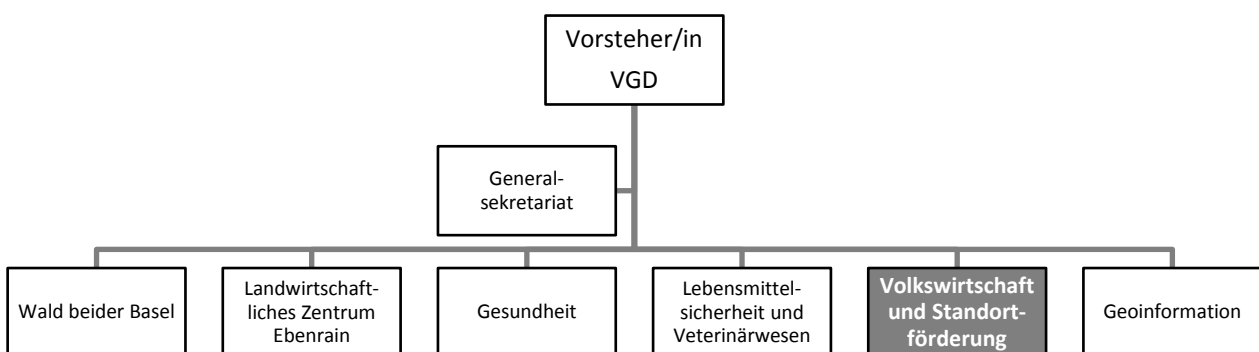 Vorsteher/in
VGD
General-
sekretariat
Wald beider Basel
Landwirtschaft-
liches Zentrum
Ebenrain
Gesundheit
Lebensmittel-
sicherheit und
Veterinärwesen
Volkswirtschaft
und Standort-
förderung
Geoinformation